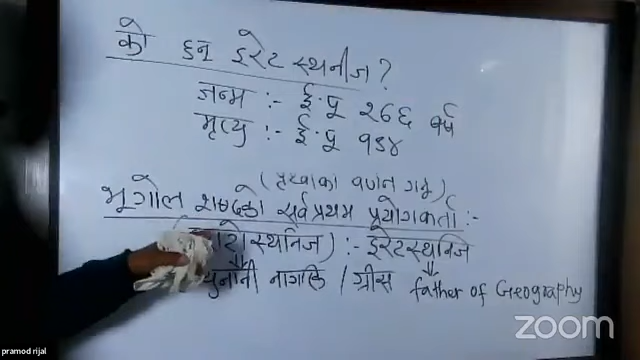 को हुन् इरेटस्थनीज?
जन्म :- ई.पू २७६ वर्ष
मृत्यु :- ई.पू १९४
(पृथ्वीको वर्णन गर्नु)
भूगोल शब्दको सर्वप्रथम प्रयोगकर्ता :-
स्थनिज) :- इरेटस्थनिज
युनानी नागरिक / ग्रीस father of Geography
zoom
pramod rijal